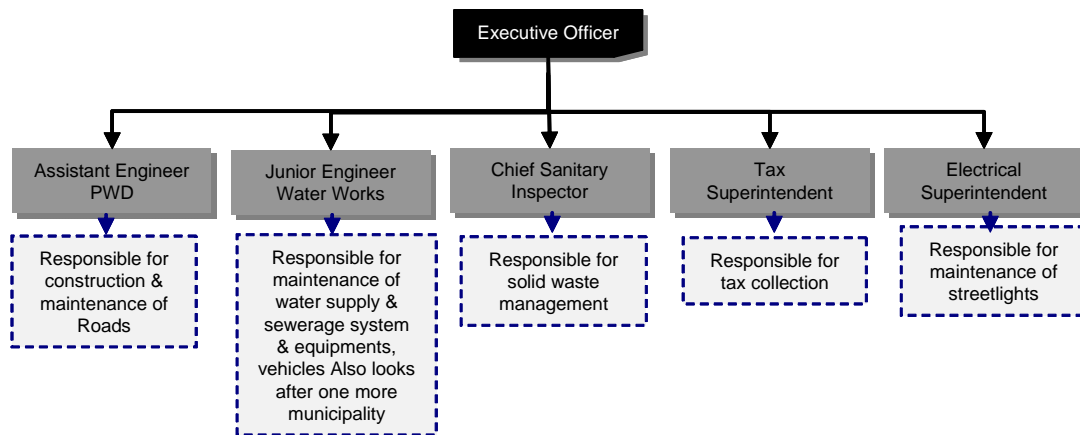 Executive Officer
Assistant Engineer
PWD
Junior Engineer
Water Works
Chief Sanitary
Inspector
Tax
Superintendent
Electrical
Superintendent
Responsible for
construction &
maintenance of
Roads
Responsible for
maintenance of
water supply &
sewerage system
& equipments,
vehicles Also looks
after one more
municipality
Responsible for
solid waste
management
Responsible for
tax collection
Responsible for
maintenance of
streetlights